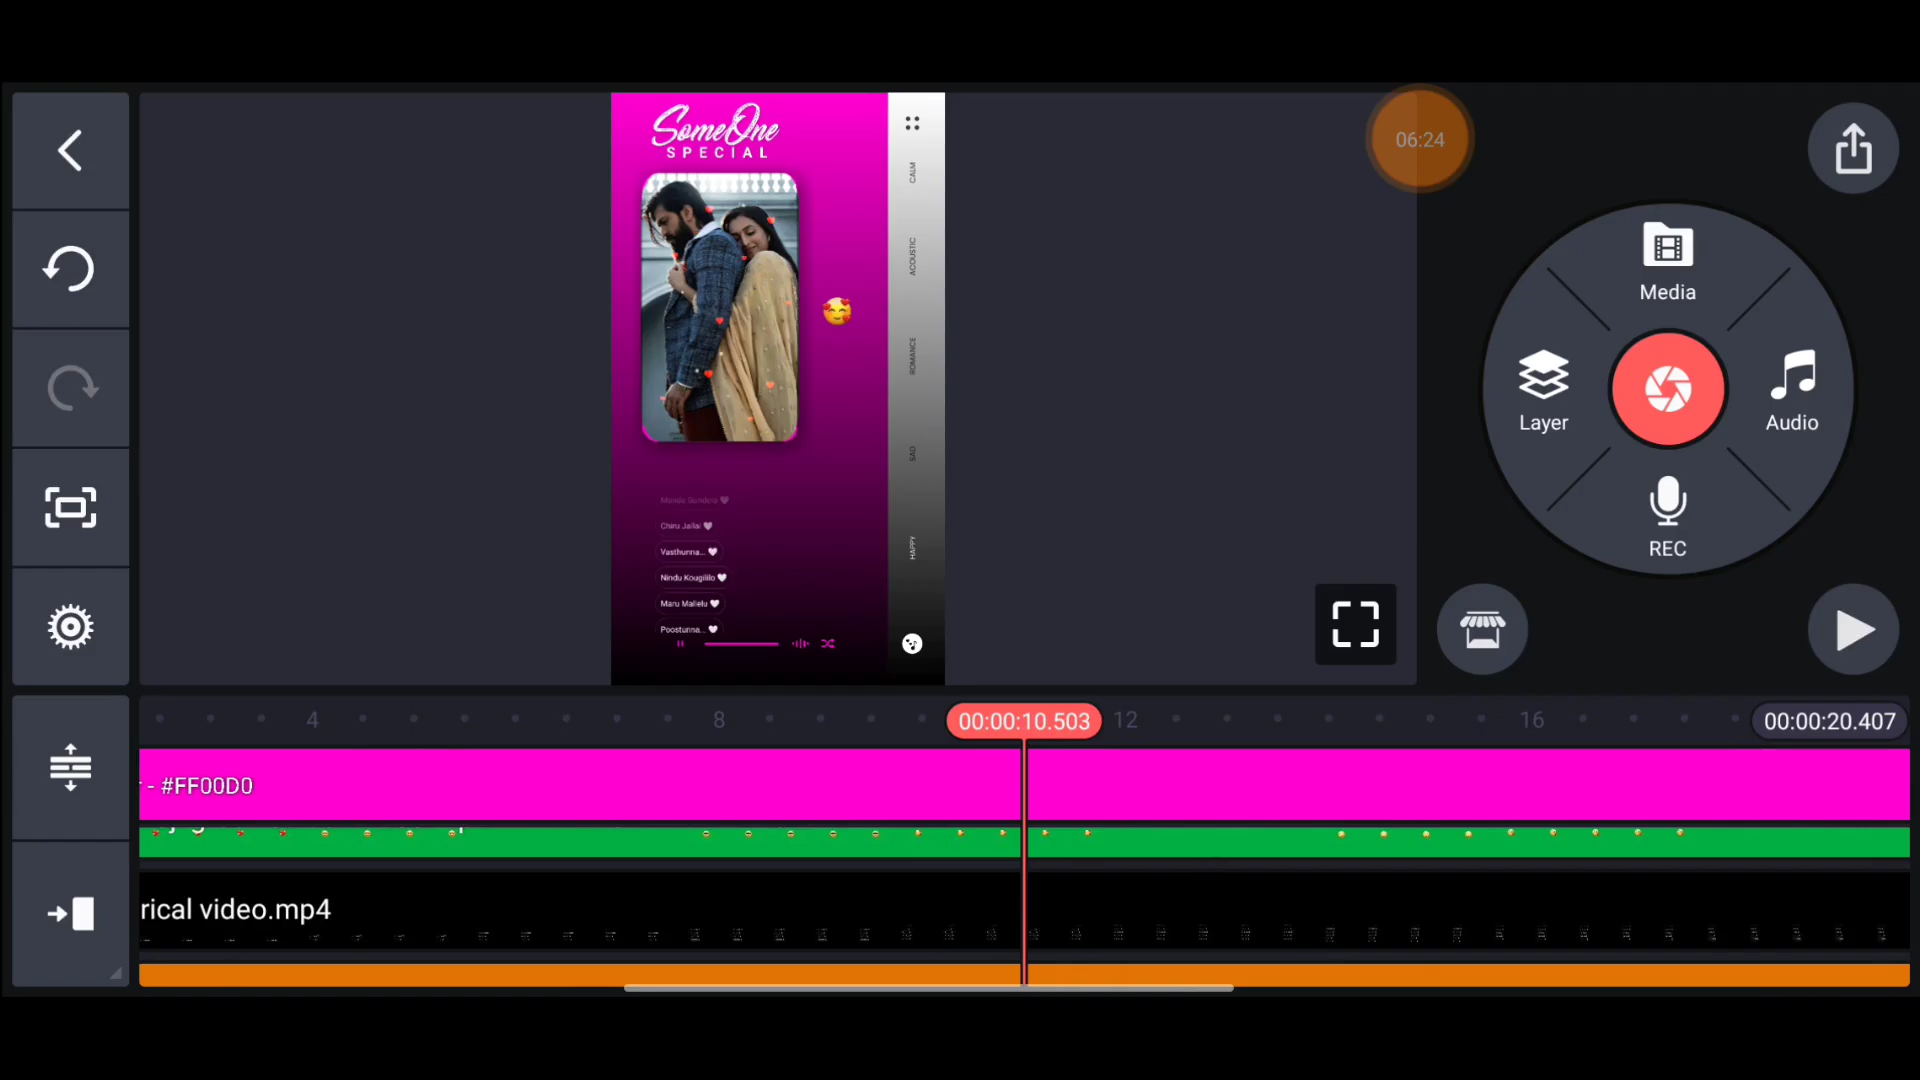 SomeOne
SPECIAL
CALM
ACOUSTIC
ROMANCE
SAD
HAPPY
Chiru Jallai
Vasthunna...
Nindu Kougililo
Maru Mallelu
Poostunna...
06:24
Media
Layer
Audio
REC
4
8
00:00:10.503
12
16
00:00:20.407
- #FF00D0
rical video.mp4